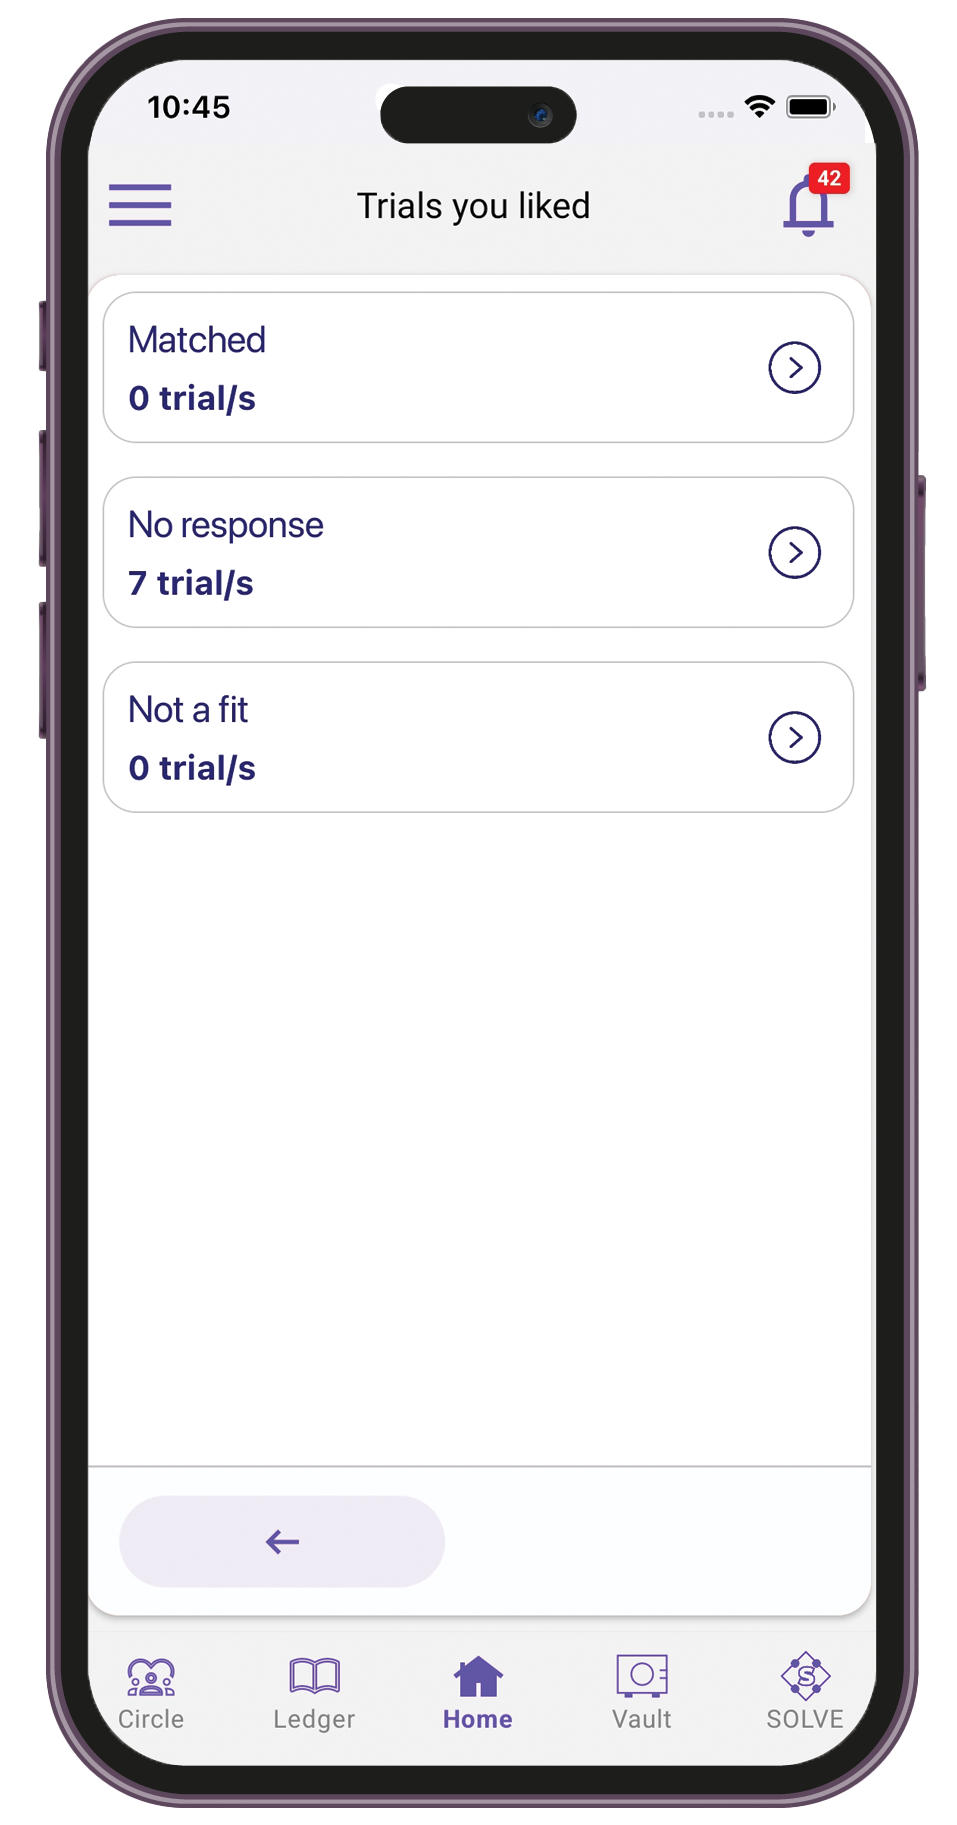 10:45
Trials you liked
42
Matched
0 trial/s
No response
7 trial/s
Not a fit
0 trial/s
Circle
Ledger
Home
Vault
S
SOLVE